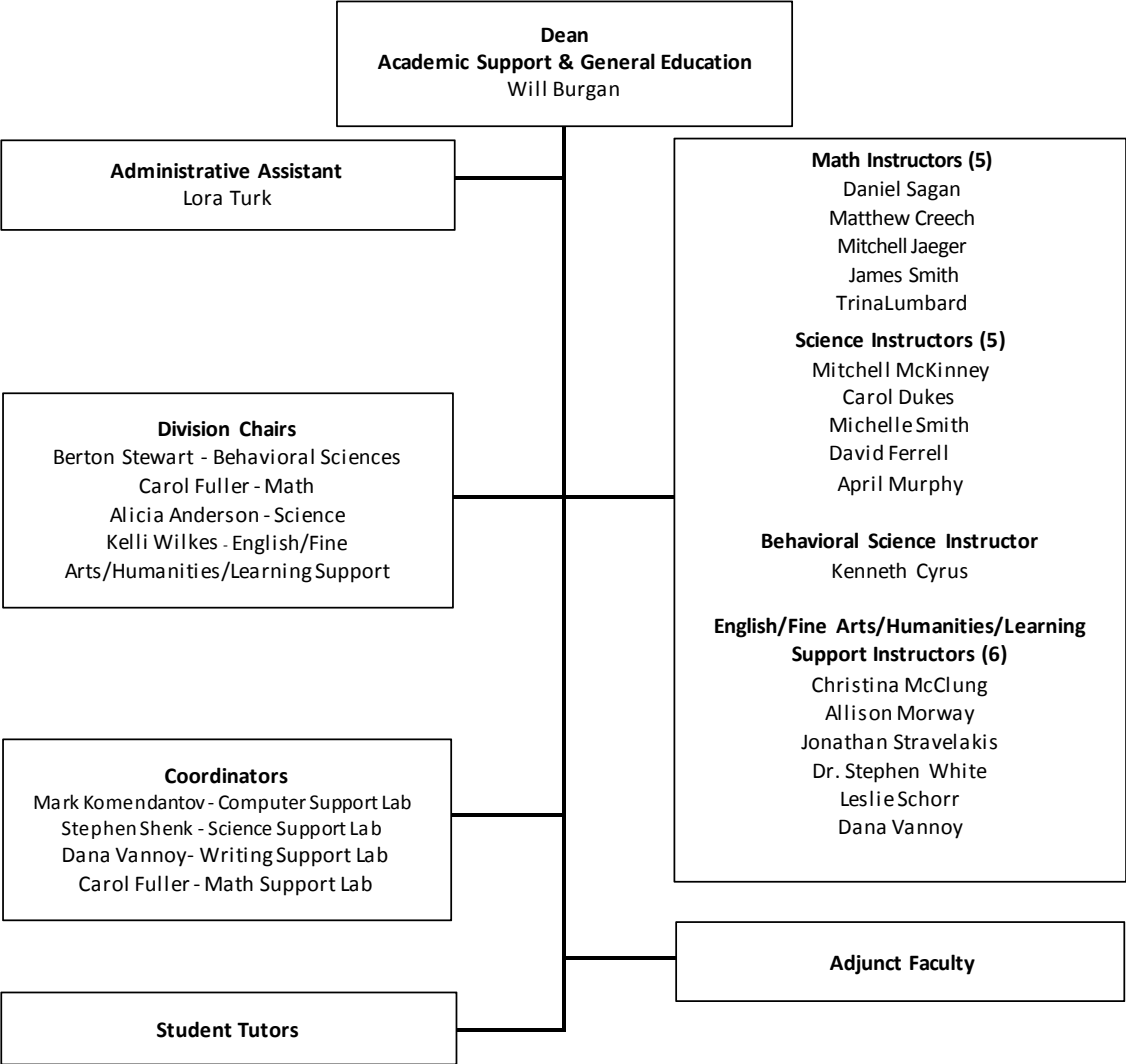 Dean
Academic Support & General Education
Will Burgan
Administrative Assistant
Lora Turk
Division Chairs
Berton Stewart - Behavioral Sciences
Carol Fuller - Math
Alicia Anderson - Science
Kelli Wilkes - English/Fine
Arts/Humanities/Learning Support
Coordinators
Mark Komendantov - Computer Support Lab
Stephen Shenk - Science Support Lab
Dana Vannoy- Writing Support Lab
Carol Fuller - Math Support Lab
Student Tutors
Math Instructors (5)
Daniel Sagan
Matthew Creech
Mitchell Jaeger
James Smith
TrinaLumbard
Science Instructors (5)
Mitchell McKinney
Carol Dukes
Michelle Smith
David Ferrell
April Murphy
Behavioral Science Instructor
Kenneth Cyrus
English/Fine Arts/Humanities/Learning
Support Instructors (6)
Christina McClung
Allison Morway
Jonathan Stravelakis
Dr. Stephen White
Leslie Schorr
Dana Vannoy
Adjunct Faculty